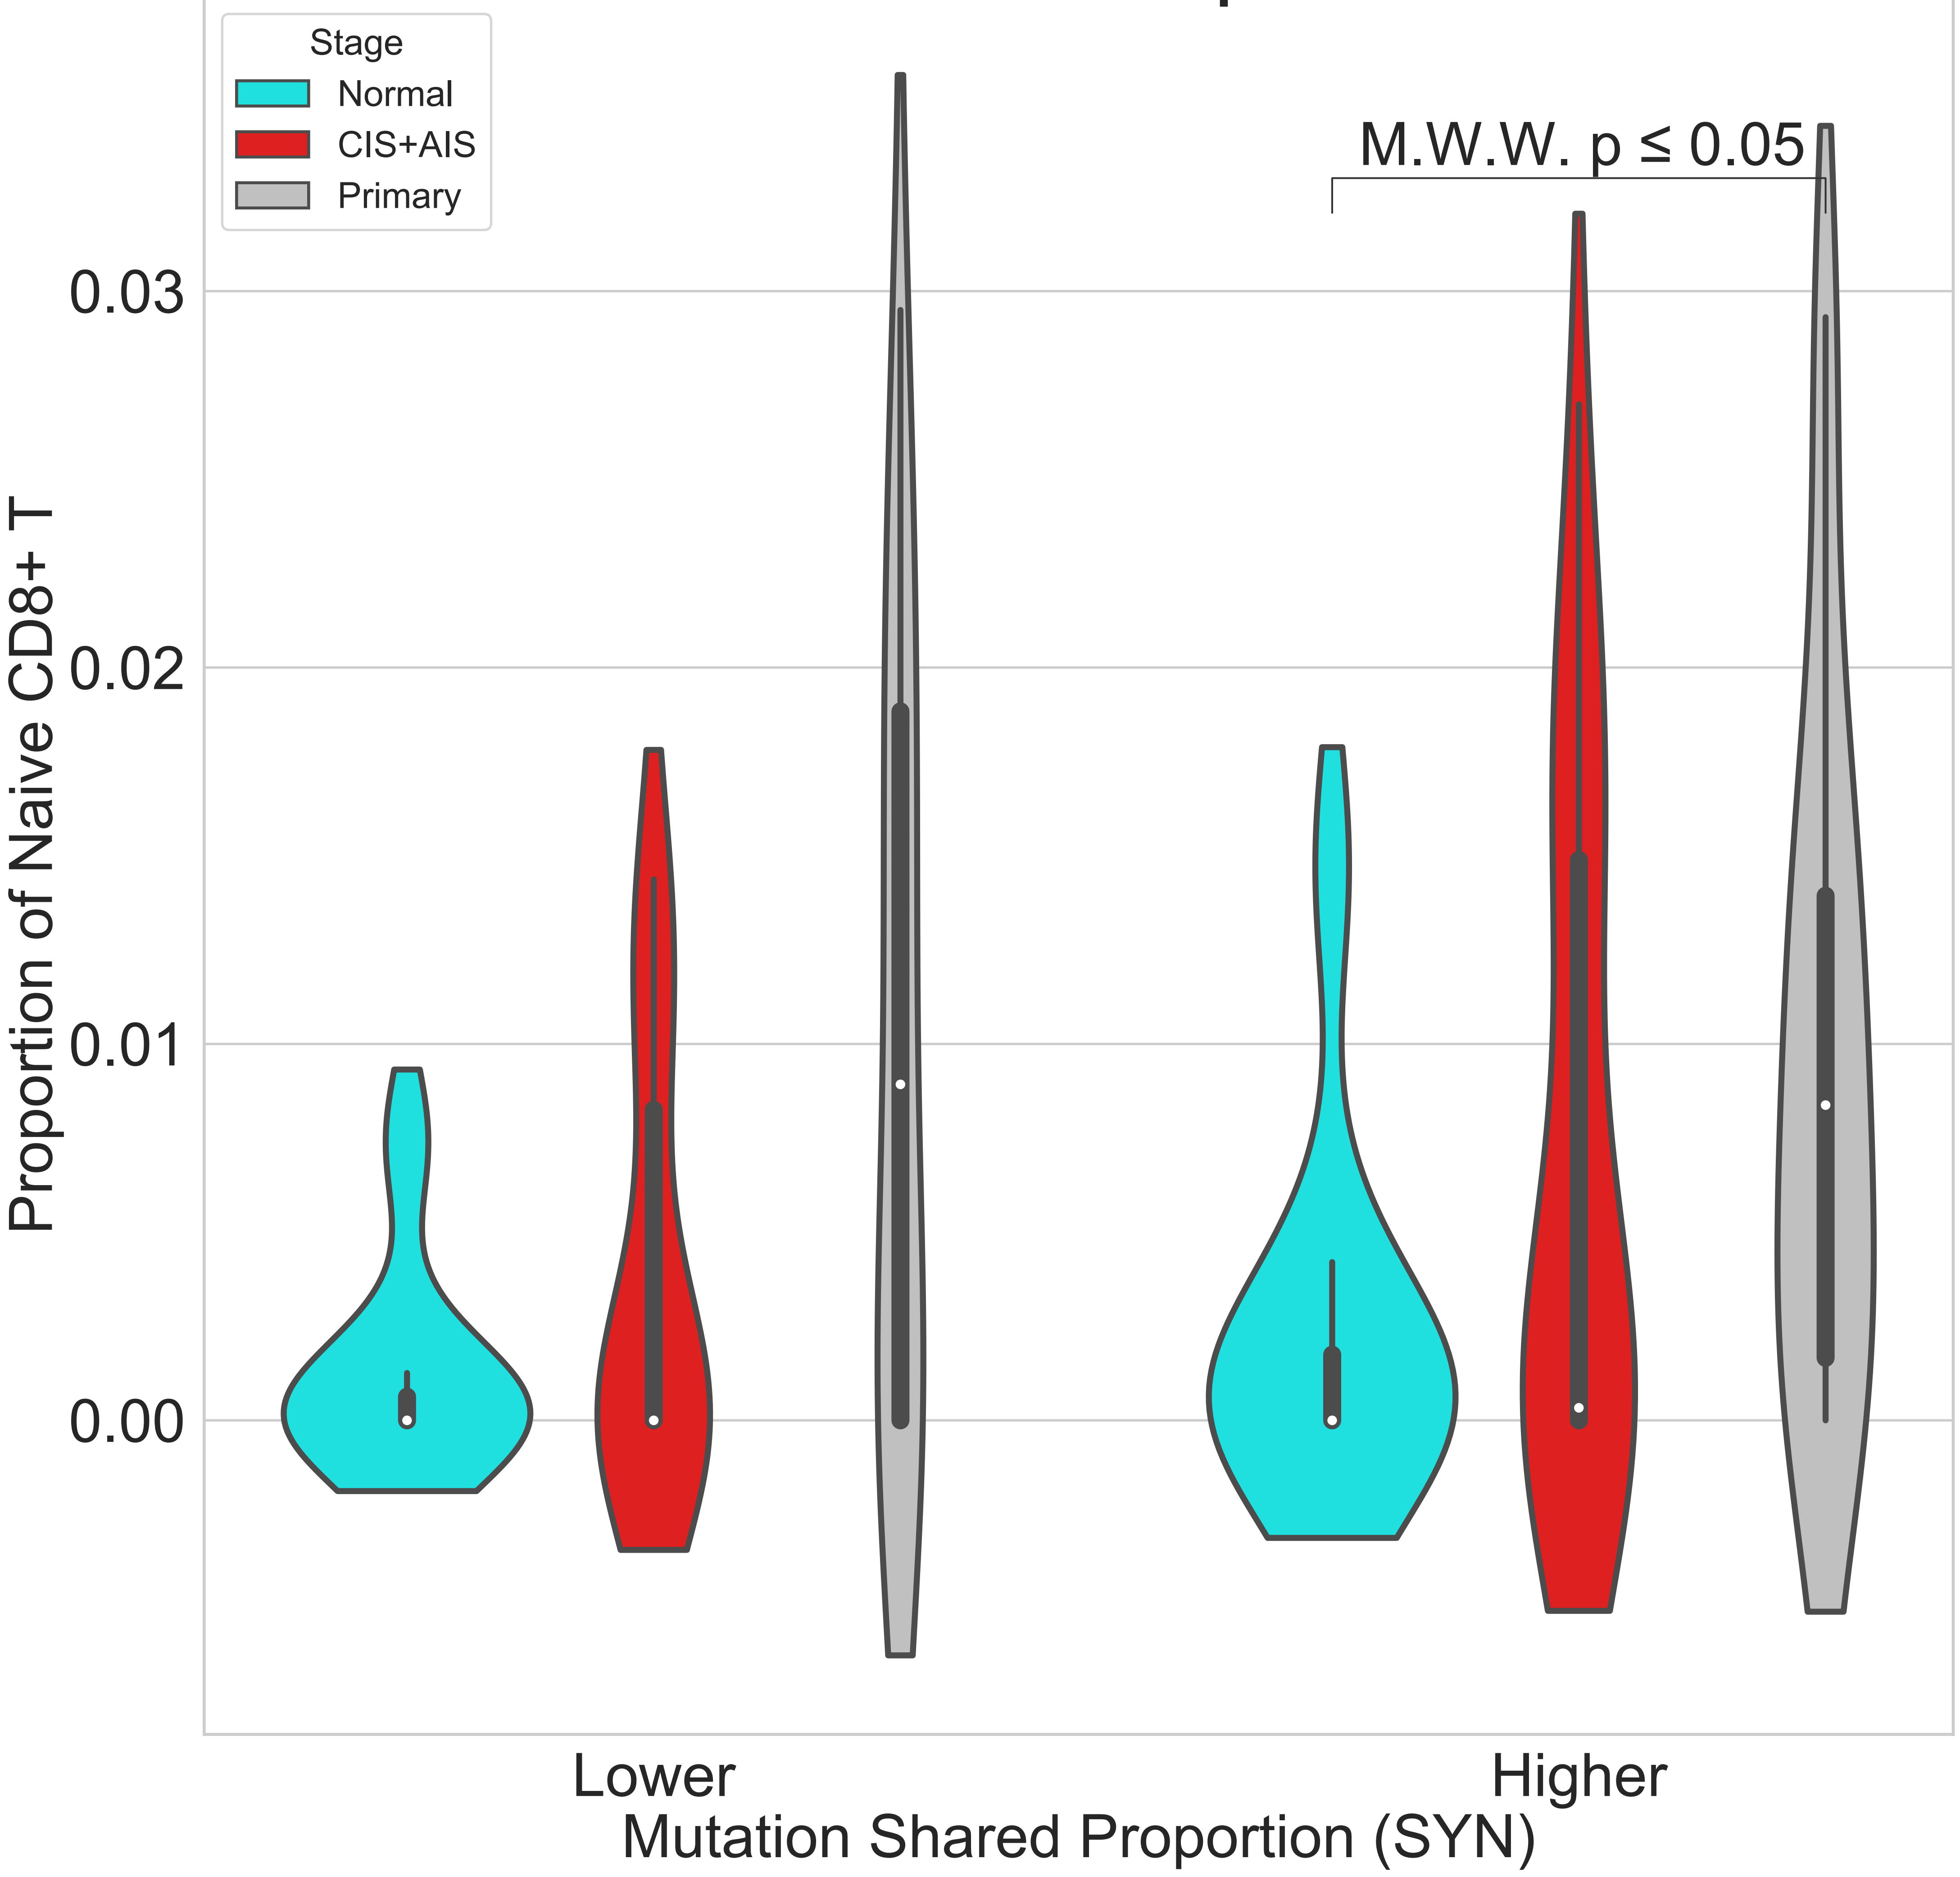 Stage
Normal
CIS+AIS
Primary
M.W.W. p ≤ 0.05
0.03
0.02
0.01
0.00
Proportion of Naive CD8+ T
Lower
Higher
Mutation Shared Proportion (SYN)